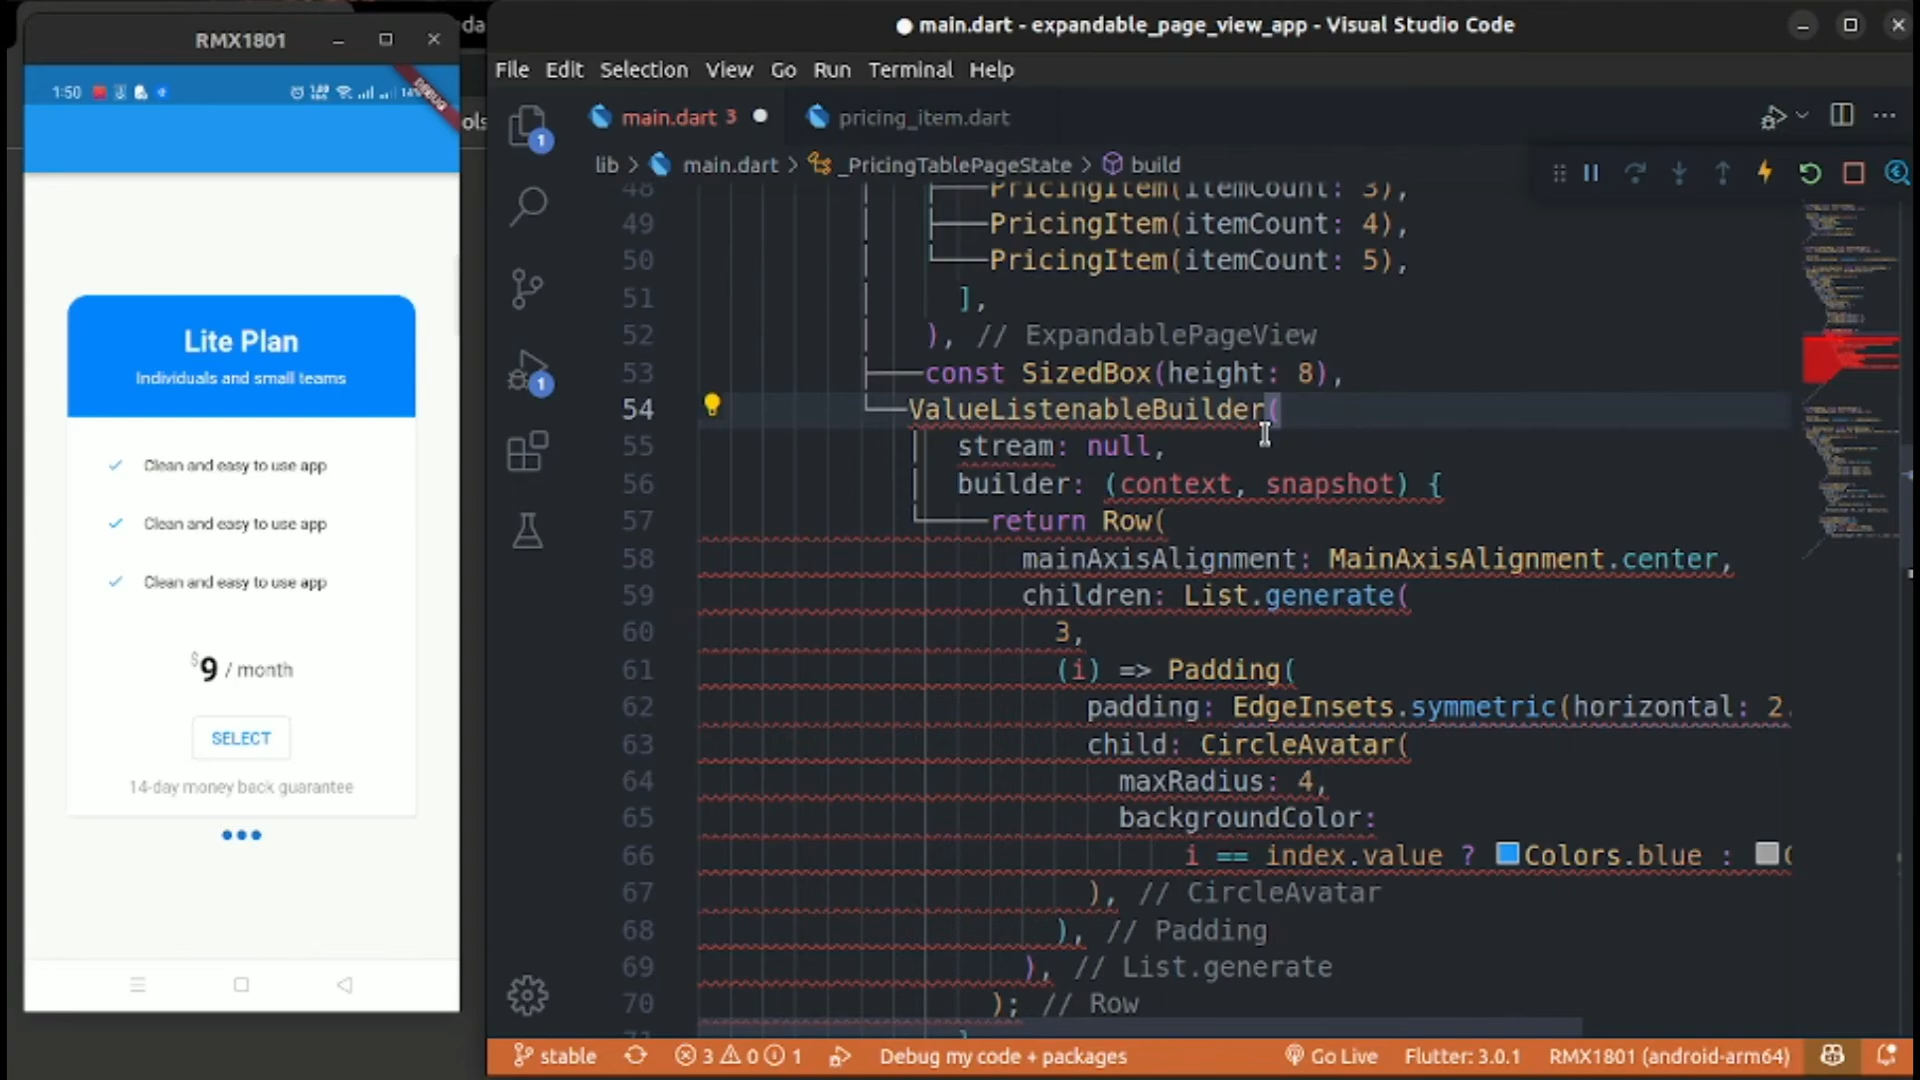 RMX1801
1:50
DEBUG
Lite Plan
Individuals and small teams
Clean and easy to use app
Clean and easy to use app
Clean and easy to use app
$9 / month
SELECT
14-day money back guarantee
main.dart - expandable_page_view_app - Visual Studio Code
File Edit Selection View Go Run Terminal Help
main.dart 3 pricing_item.dart
lib > main.dart > _PricingTablePageState > build
48 PricingItem(itemCount: 3),
49 PricingItem(itemCount: 4),
50 PricingItem(itemCount: 5),
51 ],
52 ), // ExpandablePageView
53 const SizedBox(height: 8),
54 ValueListenableBuilder(
55 stream: null,
56 builder: (context, snapshot) {
57 return Row(
58 mainAxisAlignment: MainAxisAlignment.center,
59 children: List.generate(
60 3,
61 (i) => Padding(
62 padding: EdgeInsets.symmetric(horizontal: 2.
63 child: CircleAvatar(
64 maxRadius: 4,
65 backgroundColor:
66 i == index.value ? Colors.blue :
67 ), // CircleAvatar
68 ), // Padding
69 ), // List.generate
70 ); // Row
1
1
stable 3 0 1 Debug my code + packages Go Live Flutter: 3.0.1 RMX1801 (android-arm64)